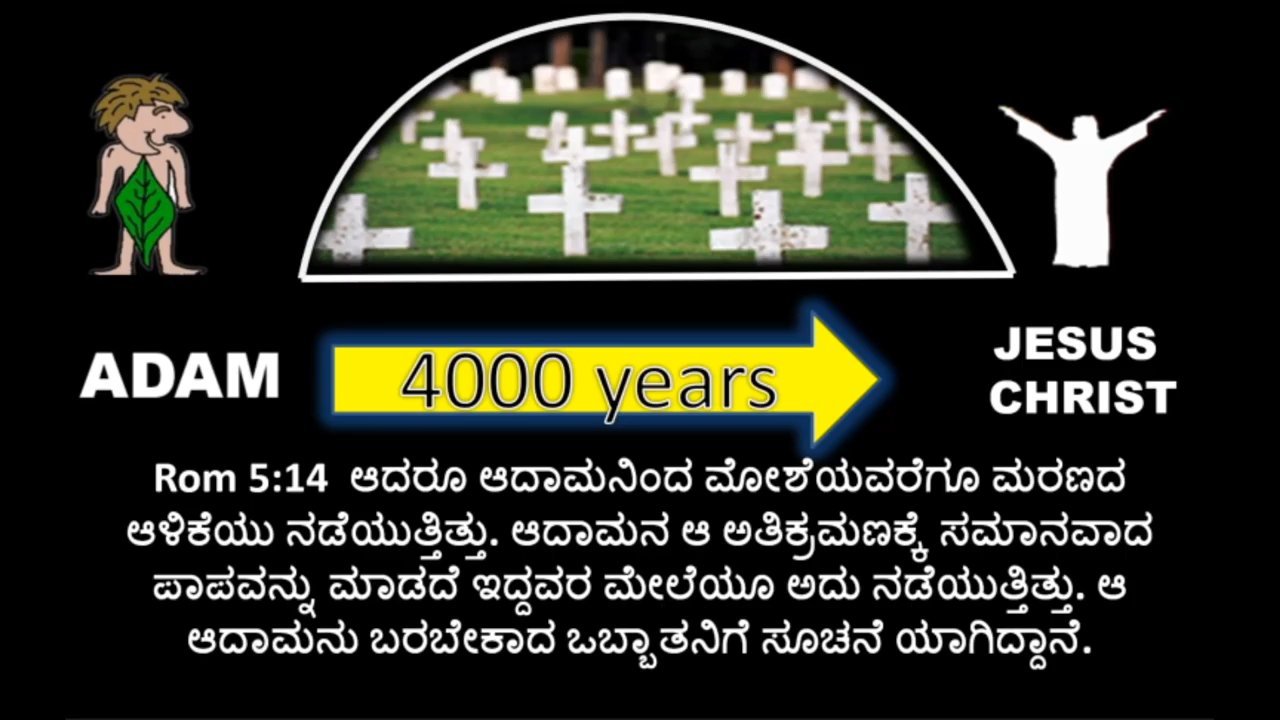 ADAM
4000 years
JESUS
CHRIST
Rom 5:14 ಆದರೂ ಆದಾಮನಿಂದ ಮೋಶೆಯವರೆಗೂ ಮರಣದ
ಆಳಿಕೆಯು ನಡೆಯುತ್ತಿತ್ತು. ಆದಾಮನ ಆ ಅತಿಕ್ರಮಣಕ್ಕೆ ಸಮಾನವಾದ
ಪಾಪವನ್ನು ಮಾಡದೆ ಇದ್ದವರ ಮೇಲೆಯೂ ಅದು ನಡೆಯುತ್ತಿತ್ತು. ಆ
ಆದಾಮನು ಬರಬೇಕಾದ ಒಬ್ಬಾತನಿಗೆ ಸೂಚನೆ ಯಾಗಿದ್ದಾನೆ.